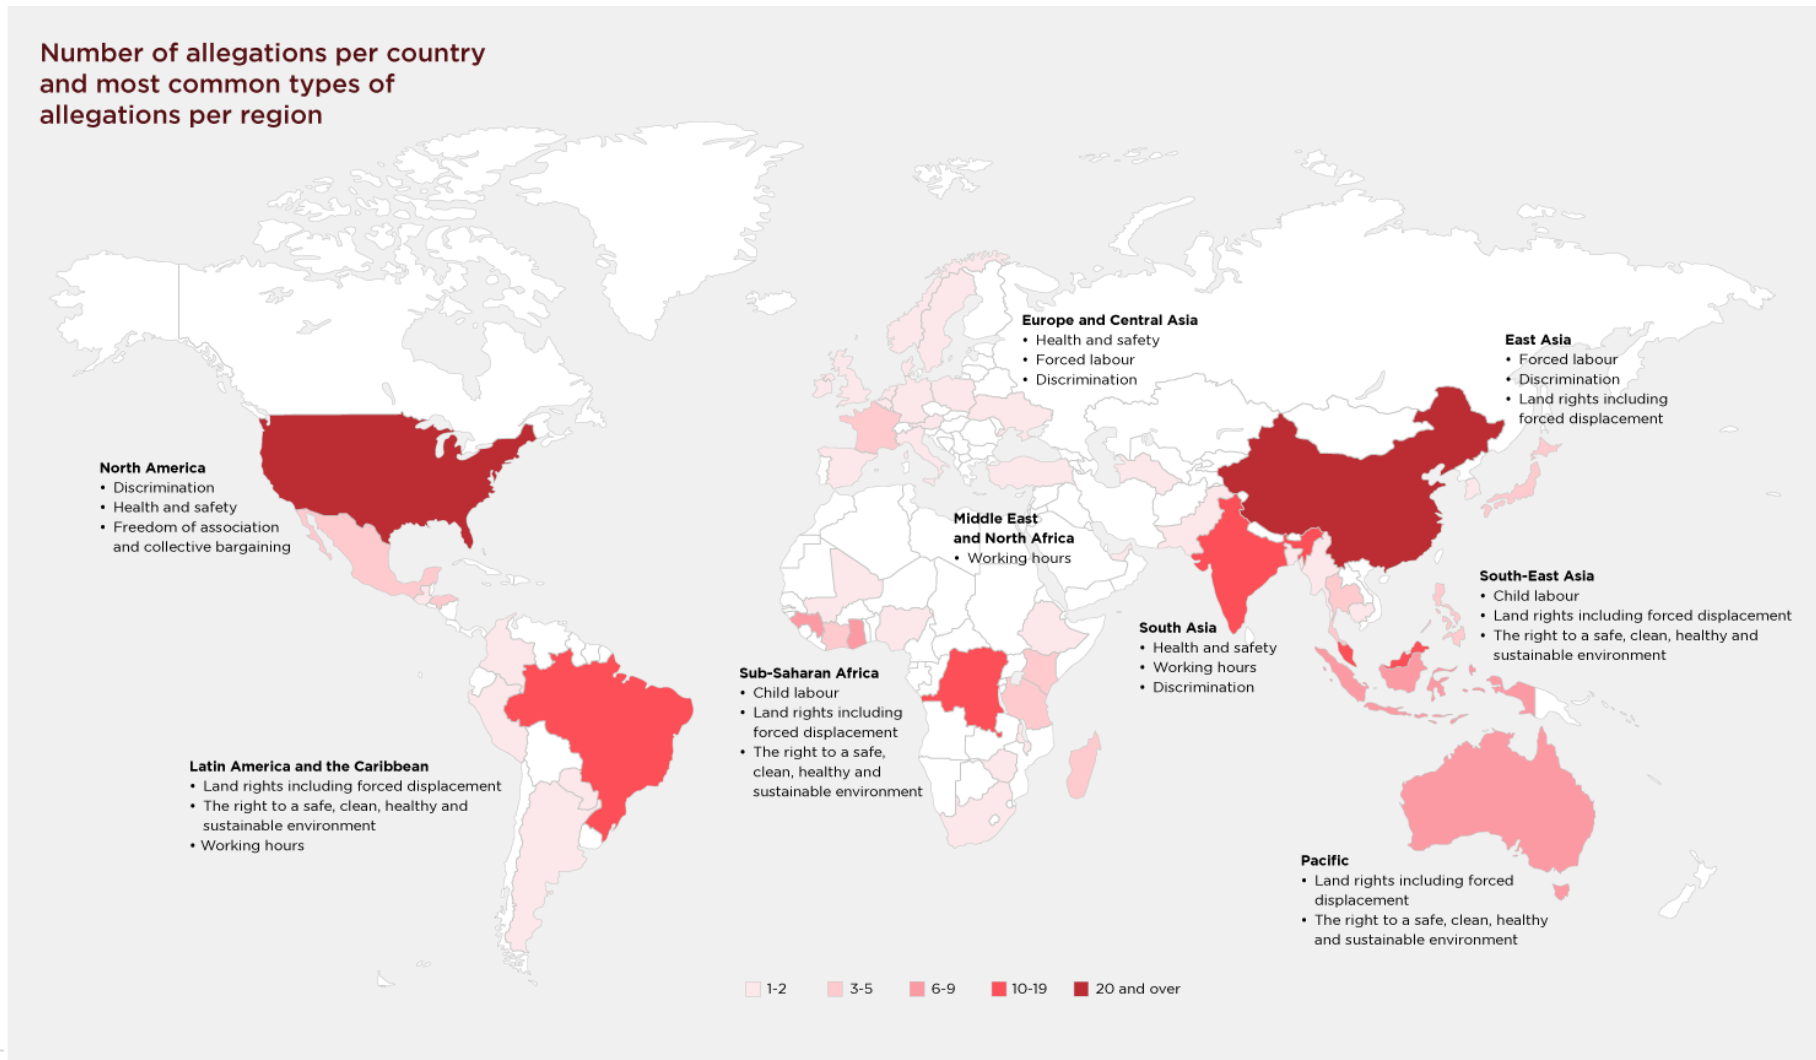 Number of allegations per country
and most common types of
allegations per region
Europe and Central Asia
• Health and safety
• Forced labour
• Discrimination
East Asia
• Forced labour
• Discrimination
• Land rights including
forced displacement
North America
• Discrimination
• Health and safety
• Freedom of association
and collective bargaining
Middle East
and North Africa
• Working hours
South-East Asia
• Child labour
• Land rights including forced displacement
• The right to a safe, clean, healthy and
sustainable environment
South Asia
• Health and safety
• Working hours
• Discrimination
Sub-Saharan Africa
• Child labour
• Land rights including
forced displacement
• The right to a safe,
clean, healthy and
sustainable environment
Latin America and the Caribbean
• Land rights including forced displacement
• The right to a safe, clean, healthy and
sustainable environment
• Working hours
Pacific
• Land rights including forced
displacement
• The right to a safe, clean, healthy
and sustainable environment
1-2 3-5 6-9 10-19 20 and over